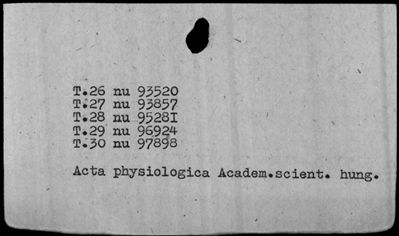 T.26 nu 93520
T.27 nu 93857
T.28 nu 9528I
T.29 nu 96924
T.30 nu 97898
Acta physiologica Academ.scient. hung.